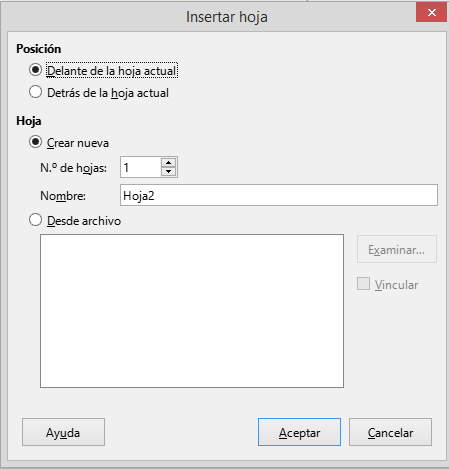 Insertar hoja
Posición
Delante de la hoja actual
Detrás de la hoja actual
Hoja
Crear nueva
N.º de hojas: 1
Nombre: Hoja2
Desde archivo
Examinar...
Vincular
Ayuda Aceptar Cancelar